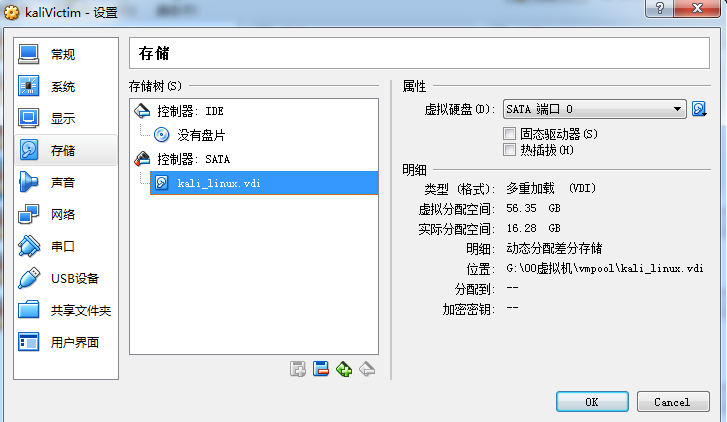 kaliVictim - 设置
?
常规
系统
显示
存储
声音
网络
串口
USB设备
共享文件夹
用户界面
存储
存储树(S)
控制器: IDE
没有盘片
控制器: SATA
kali_linux.vdi
属性
虚拟硬盘(D): SATA 端口 0
固态驱动器(S)
热插拔(H)
明细
类型 (格式): 多重加载 (VDI)
虚拟分配空间: 56.35 GB
实际分配空间: 16.28 GB
明细: 动态分配差分存储
位置: G:\00虚拟机\vmpool\kali_linux.vdi
分配到: --
加密密钥: --
OK
Cancel